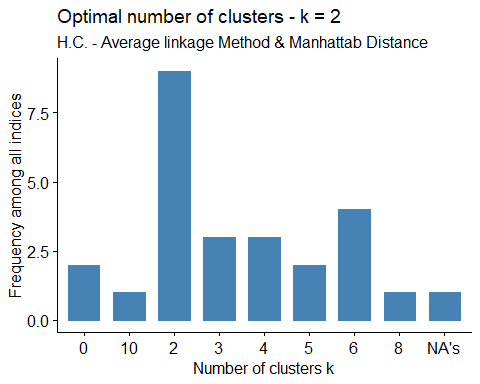 Optimal number of clusters - k = 2
H.C. - Average linkage Method & Manhattab Distance
Frequency among all indices
7.5
5.0
2.5
0.0
0 10 2 3 4 5 6 8 NA's
Number of clusters k